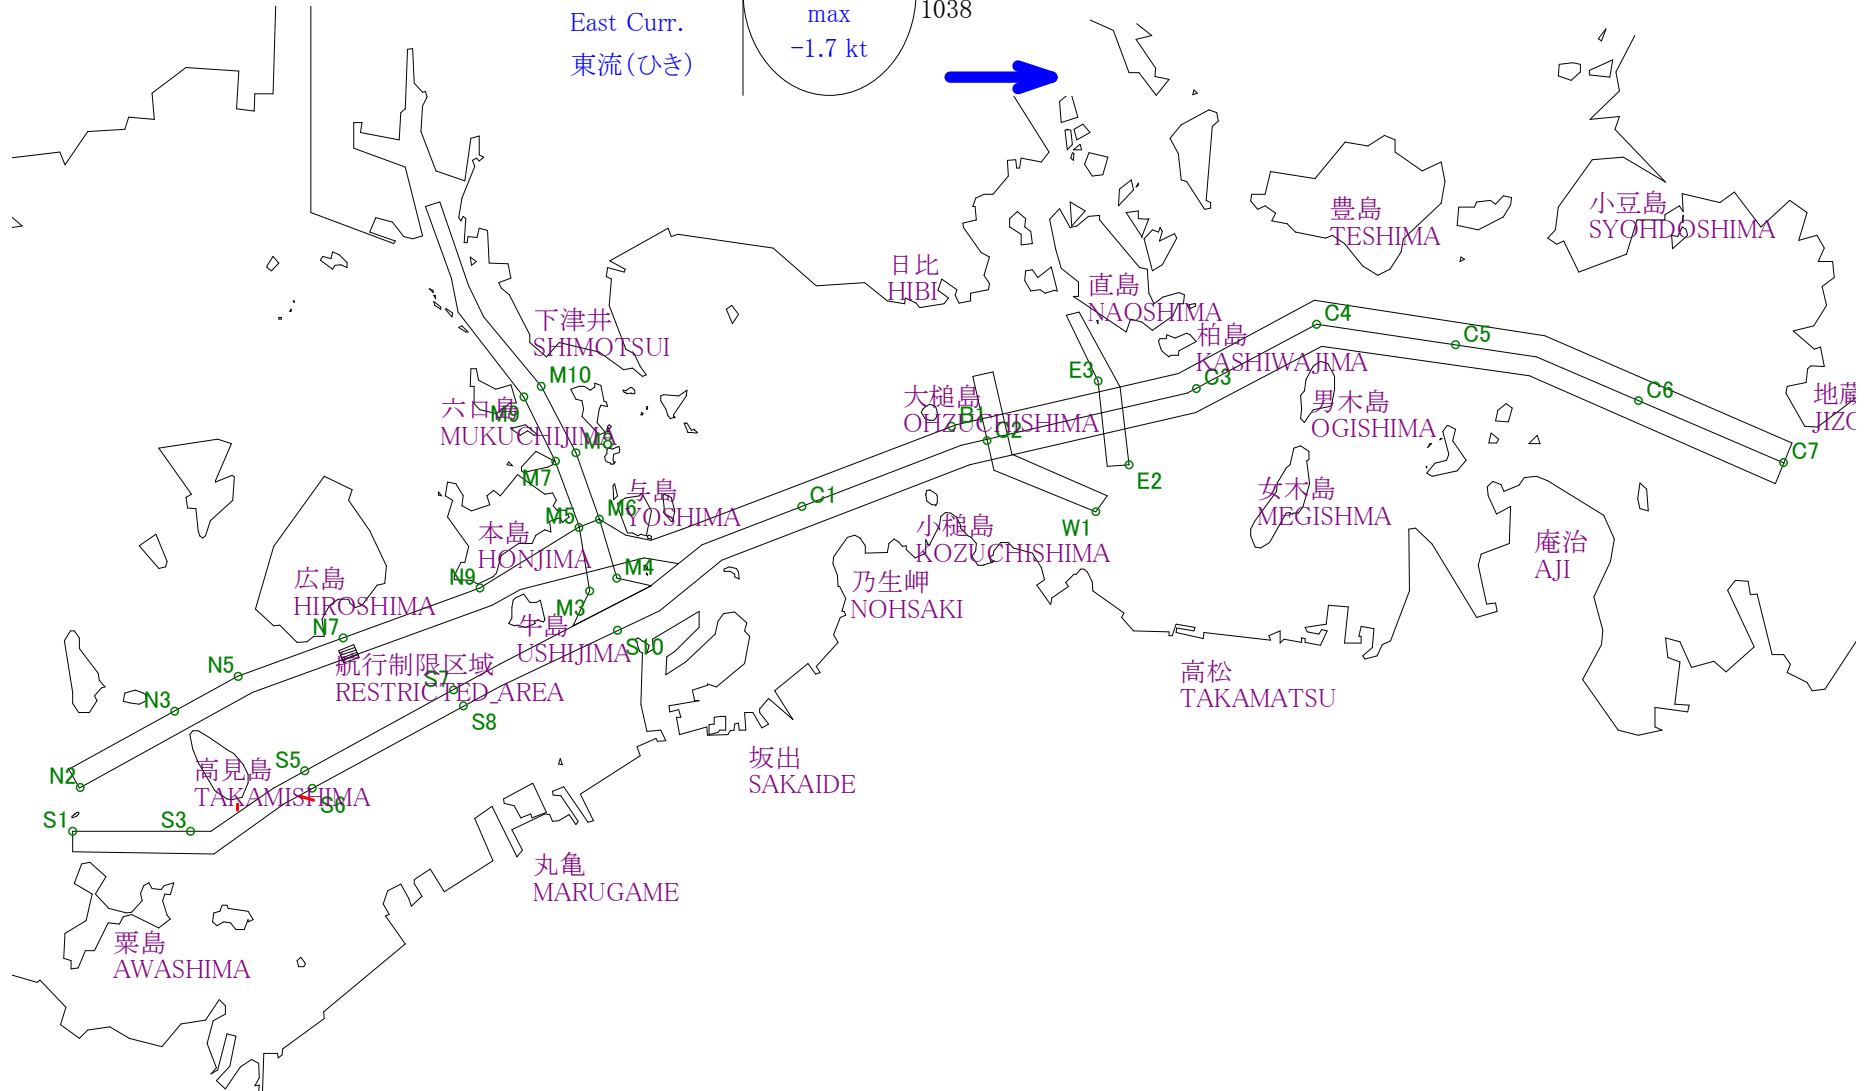 East Curr.
東流(ひき)
max
-1.7 kt
1038
豊島
TESHIMA
小豆島
SYOHDOSHIMA
日比
HIBI
直島
NAOSHIMA
下津井
SHIMOTSUI
柏島
KASHIWAJIMA
C4
C5
E3
C3
M10
M9
六口島
MUKUCHIJIMA
M8
M7
大槌島
OHZUCHISHIMA
B1
C2
男木島
OGISHIMA
C6
地蔵
JIZO
C7
E2
与島
YOSHIMA
C1
M6
M5
本島
HONJIMA
小槌島
KOZUCHISHIMA
W1
女木島
MEGISHMA
庵治
AJI
広島
HIROSHIMA
N9
M4
M3
乃生岬
NOHSAKI
N7
牛島
USHIJIMA
S10
航行制限区域
RESTRICTED_AREA
N5
S7
N3
S8
高松
TAKAMATSU
N2
高見島
TAKAMISHIMA
S5
S6
坂出
SAKAIDE
S1
S3
丸亀
MARUGAME
粟島
AWASHIMA